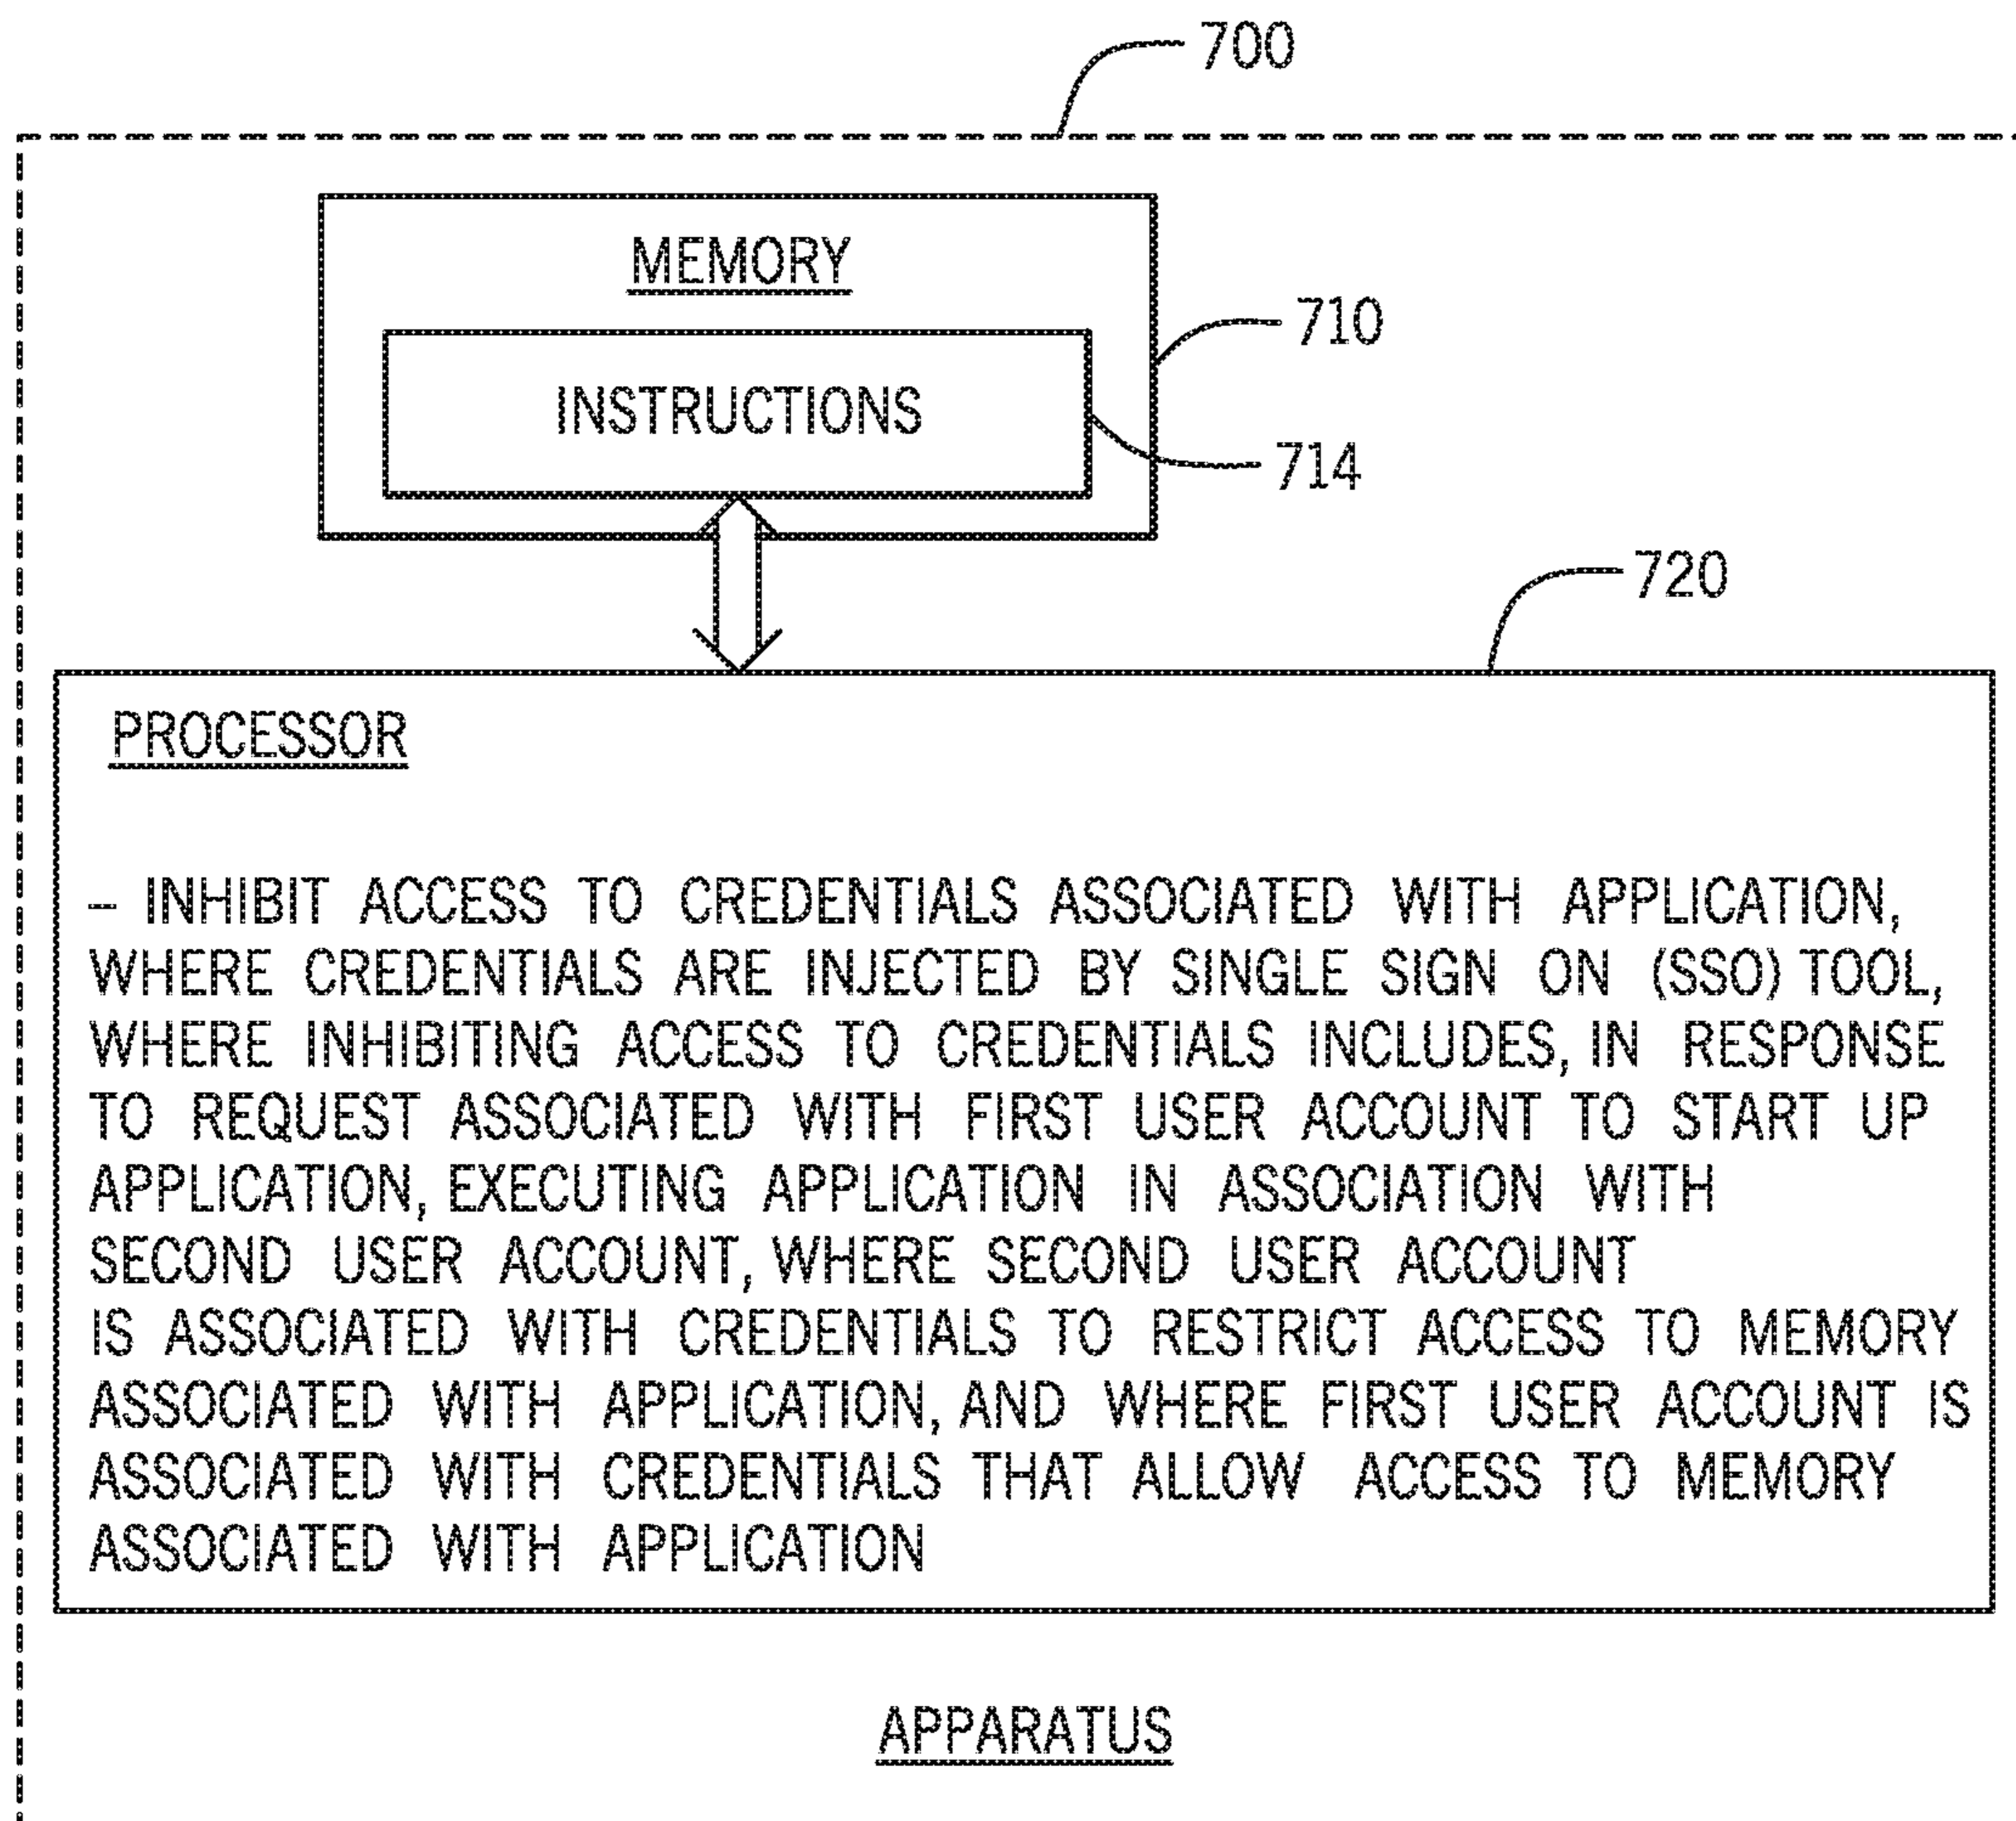 700
MEMORY
710
INSTRUCTIONS
714
720
PROCESSOR
– INHIBIT ACCESS TO CREDENTIALS ASSOCIATED WITH APPLICATION,
WHERE CREDENTIALS ARE INJECTED BY SINGLE SIGN ON (SSO) TOOL,
WHERE INHIBITING ACCESS TO CREDENTIALS INCLUDES, IN RESPONSE
TO REQUEST ASSOCIATED WITH FIRST USER ACCOUNT TO START UP
APPLICATION, EXECUTING APPLICATION IN ASSOCIATION WITH
SECOND USER ACCOUNT, WHERE SECOND USER ACCOUNT
IS ASSOCIATED WITH CREDENTIALS TO RESTRICT ACCESS TO MEMORY
ASSOCIATED WITH APPLICATION, AND WHERE FIRST USER ACCOUNT IS
ASSOCIATED WITH CREDENTIALS THAT ALLOW ACCESS TO MEMORY
ASSOCIATED WITH APPLICATION
APPARATUS